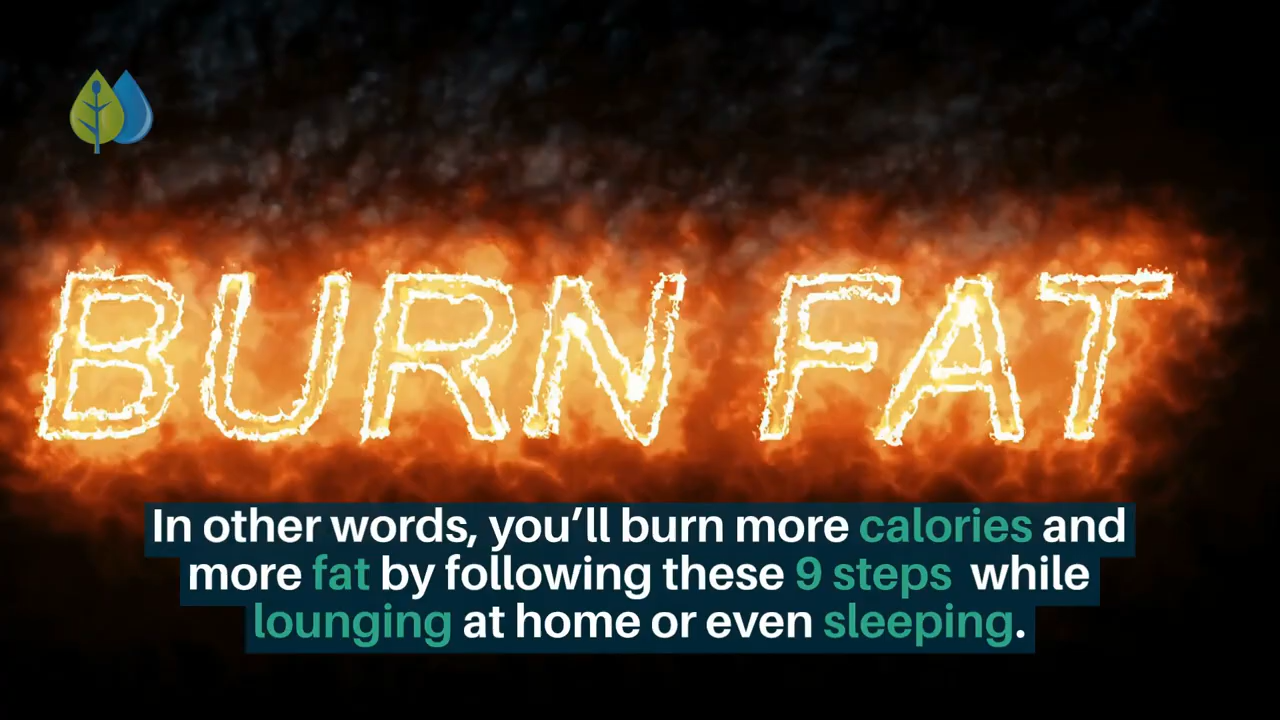 BURN FAT
In other words, you’ll burn more calories and
more fat by following these 9 steps while
lounging at home or even sleeping.